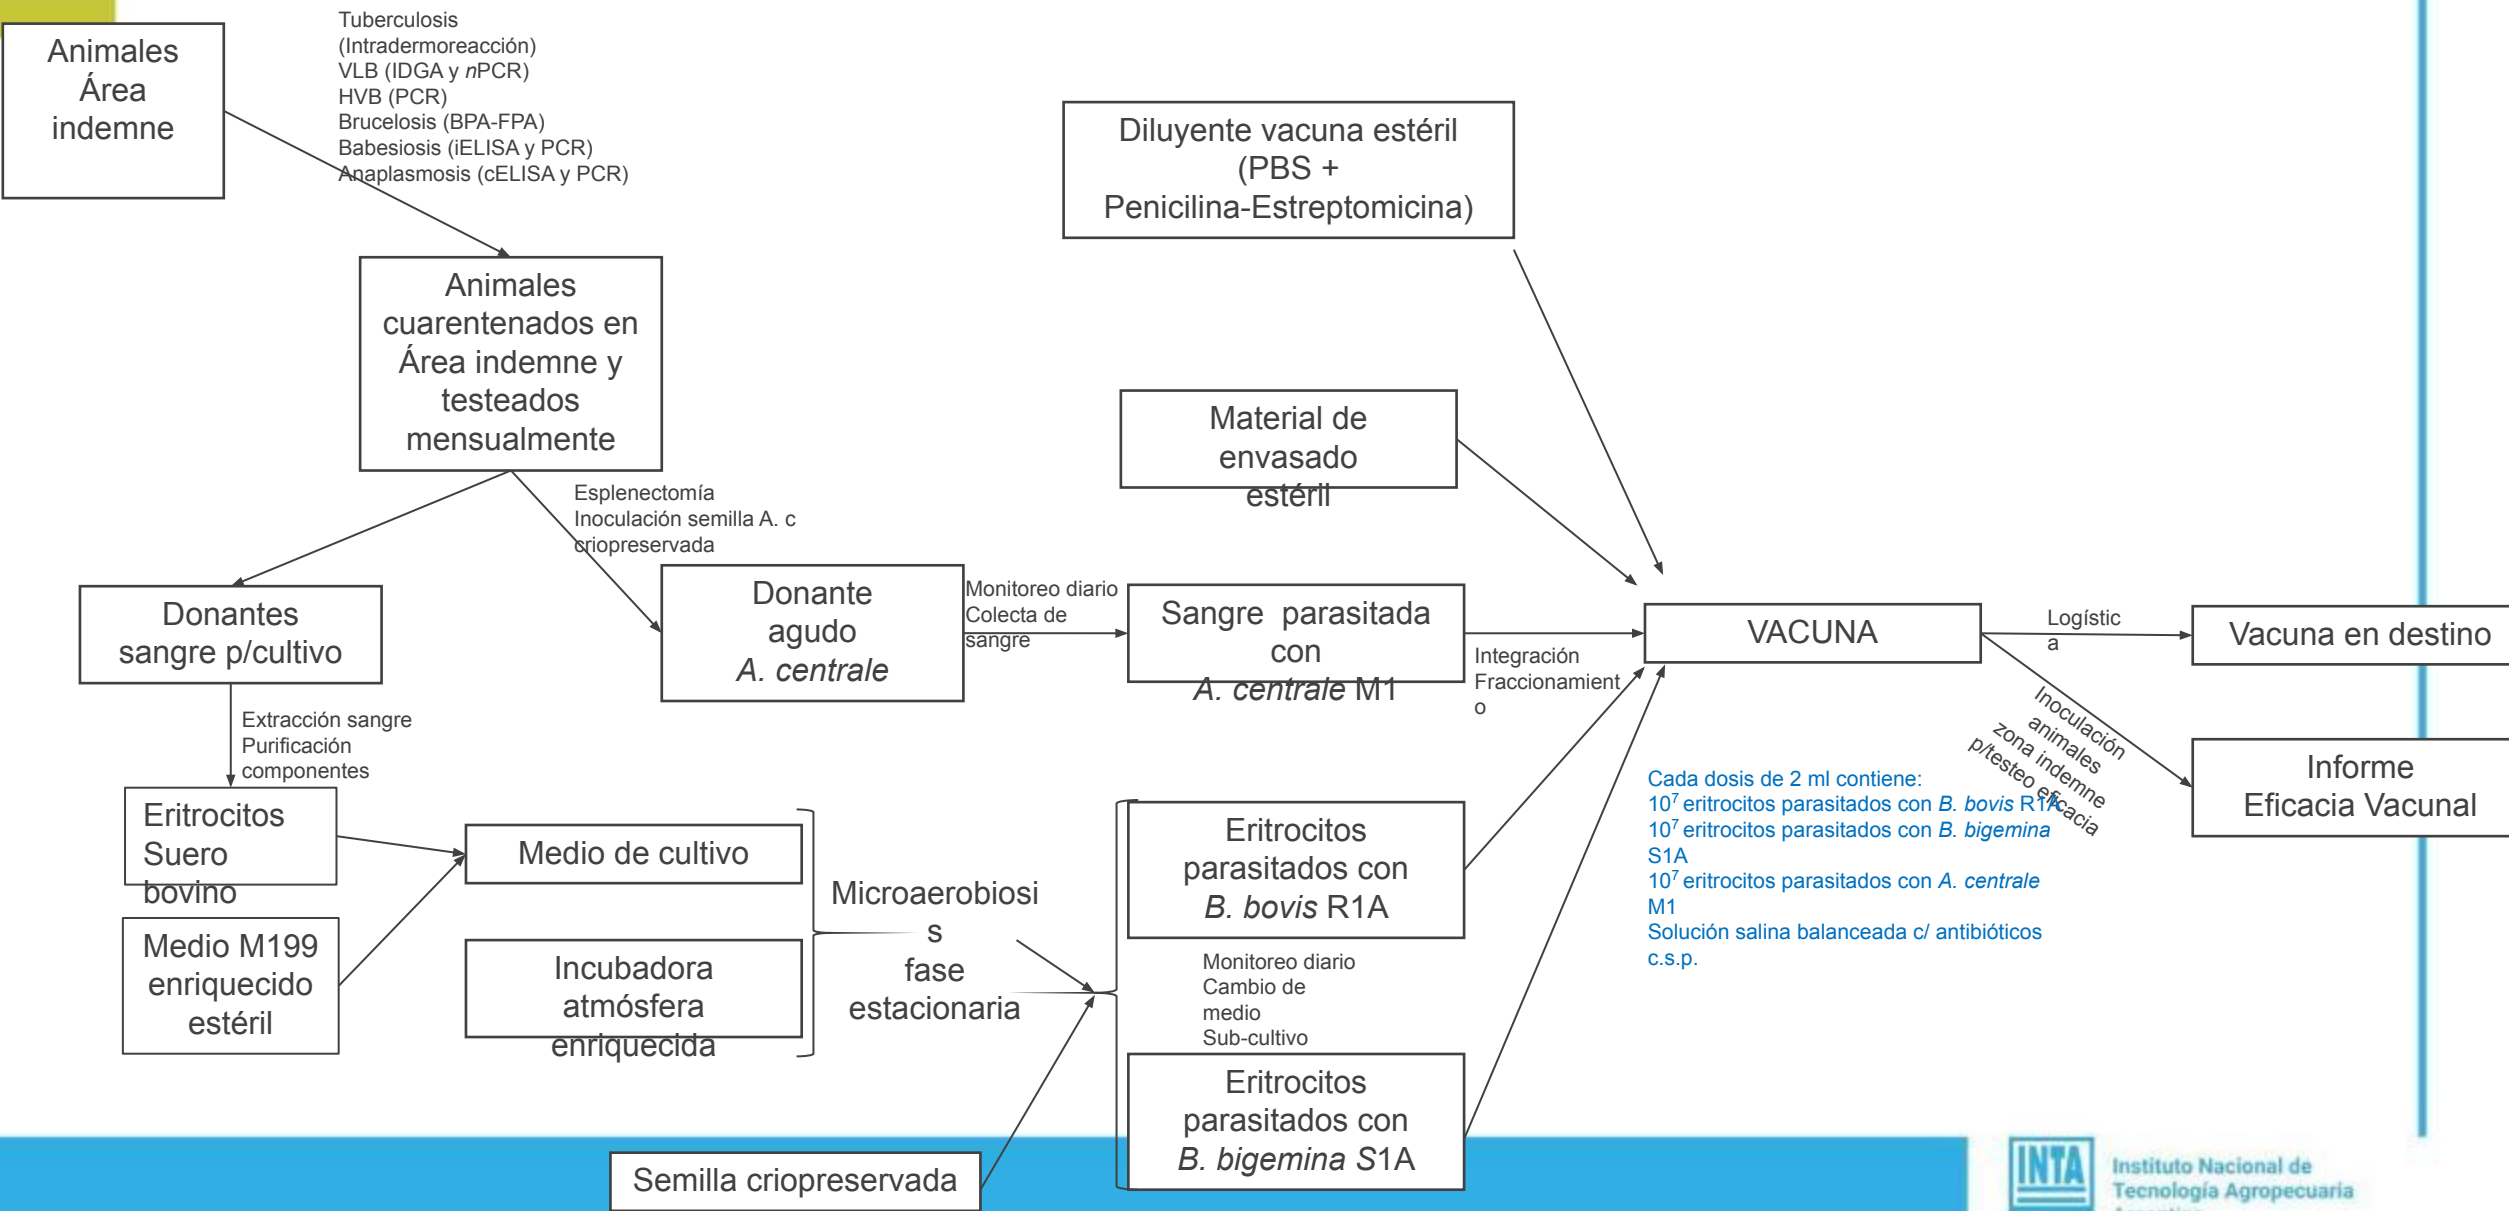 Animales
Área
indemne
Tuberculosis
(Intradermoreacción)
VLB (IDGA y nPCR)
HVB (PCR)
Brucelosis (BPA-FPA)
Babesiosis (iELISA y PCR)
Anaplasmosis (cELISA y PCR)
Diluyente vacuna estéril
(PBS +
Penicilina-Estreptomicina)
Animales
cuarentenados en
Área indemne y
testeados
mensualmente
Material de
envasado
estéril
Esplenectomía
Inoculación semilla A. c
criopreservada
Donantes
sangre p/cultivo
Donante
agudo
A. centrale
Monitoreo diario
Colecta de
sangre
Sangre parasitada
con
A. centrale M1
Integración
Fraccionamient
o
VACUNA
Logístic
a
Vacuna en destino
Inoculación
animales
zona indemne
p/testeo eficacia
Informe
Eficacia Vacunal
Extracción sangre
Purificación
componentes
Eritrocitos
Suero
bovino
Medio M199
enriquecido
estéril
Medio de cultivo
Incubadora
atmósfera
enriquecida
Microaerobiosi
s
fase
estacionaria
Eritrocitos
parasitados con
B. bovis R1A
Monitoreo diario
Cambio de
medio
Sub-cultivo
Eritrocitos
parasitados con
B. bigemina S1A
Semilla criopreservada
Cada dosis de 2 ml contiene:
10⁷ eritrocitos parasitados con B. bovis R1A
10⁷ eritrocitos parasitados con B. bigemina
S1A
10⁷ eritrocitos parasitados con A. centrale
M1
Solución salina balanceada c/ antibióticos
c.s.p.
INTA
Instituto Nacional de
Tecnología Agropecuaria